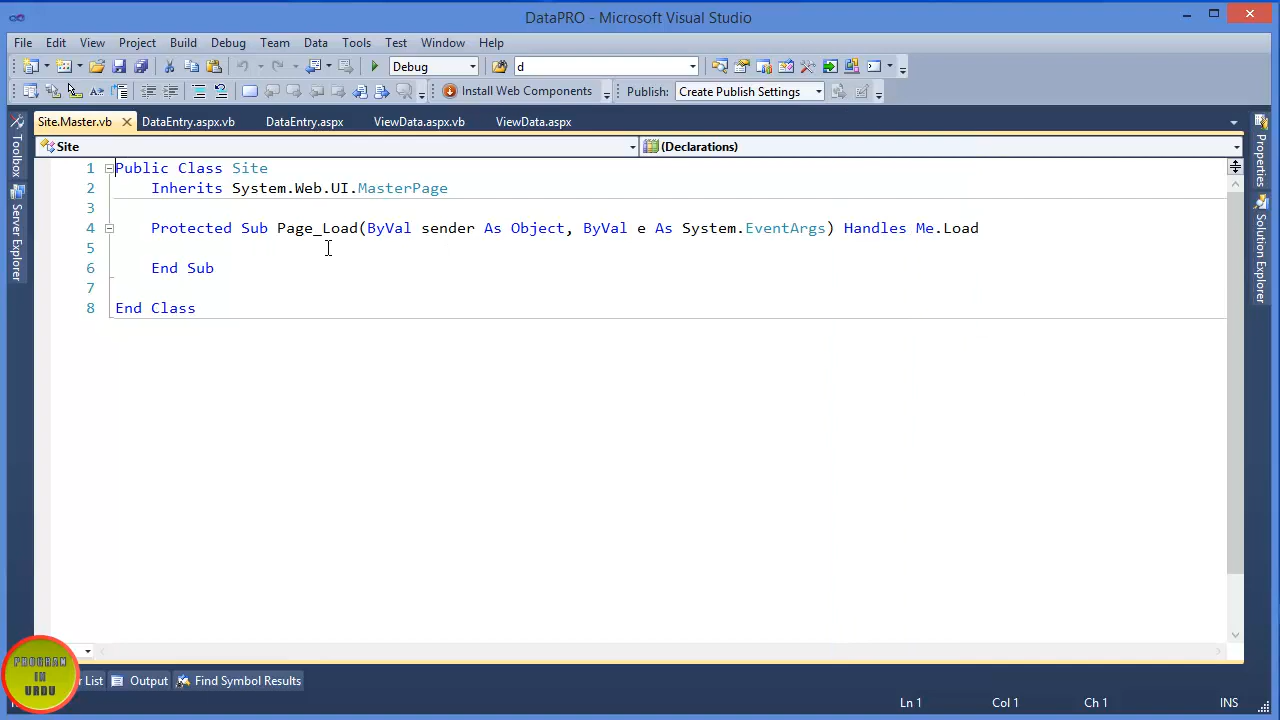 DataPRO - Microsoft Visual Studio
File Edit View Project Build Debug Team Data Tools Test Window Help
Debug d
Install Web Components Publish: Create Publish Settings
Site.Master.vb DataEntry.aspx.vb DataEntry.aspx ViewData.aspx.vb ViewData.aspx
Site (Declarations)
1 Public Class Site
2 Inherits System.Web.UI.MasterPage
3
4 Protected Sub Page_Load(ByVal sender As Object, ByVal e As System.EventArgs) Handles Me.Load
5
6 End Sub
7
8 End Class
Toolbox
Server Explorer
Properties
Solution Explorer
PROGRAM
IN
URDU
List Output Find Symbol Results
Ln 1 Col 1 Ch 1 INS